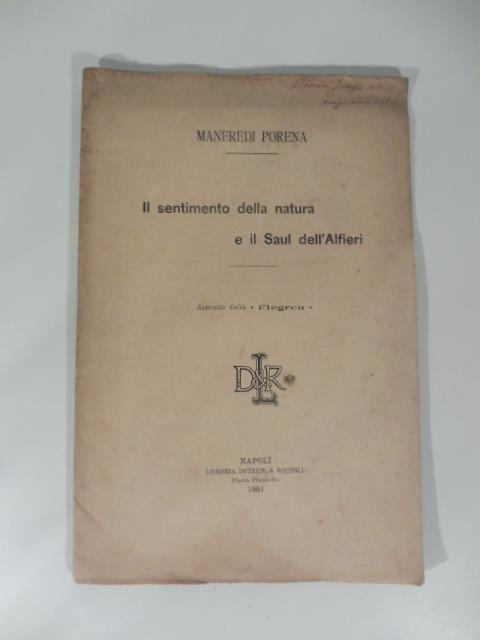 MANFREDI PORENA
Il sentimento della natura
e il Saul dell'Alfieri
Estratto dalla « Flegrea »
L
D&R
NAPOLI
LIBRERIA DETKEN & ROCHOLL
Piazza Plebiscito
1901